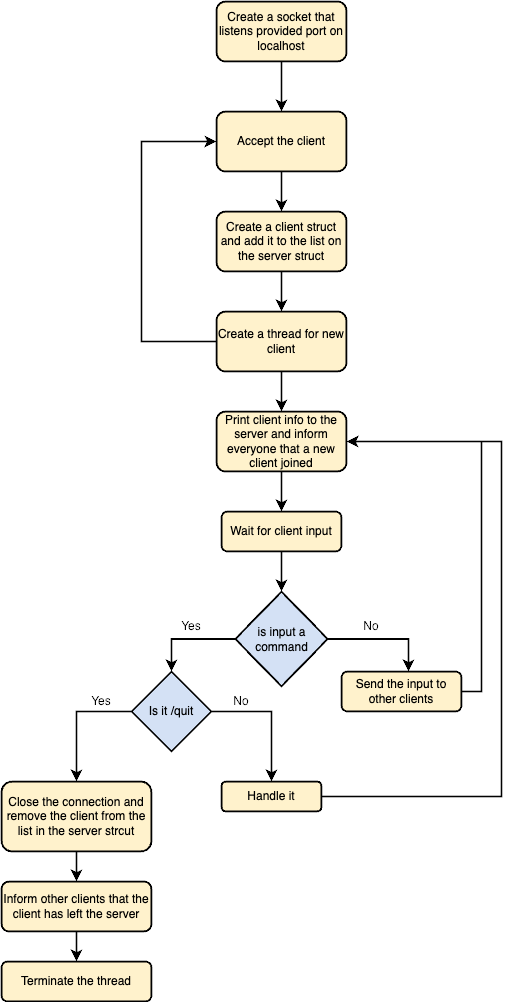 Create a socket that
listens provided port on
localhost
Accept the client
Create a client struct
and add it to the list on
the server struct
Create a thread for new
client
Print client info to the
server and inform
everyone that a new
client joined
Wait for client input
is input a
command
Yes
No
Send the input to
other clients
Is it /quit
Yes
No
Handle it
Close the connection and
remove the client from the
list in the server strcut
Inform other clients that the
client has left the server
Terminate the thread